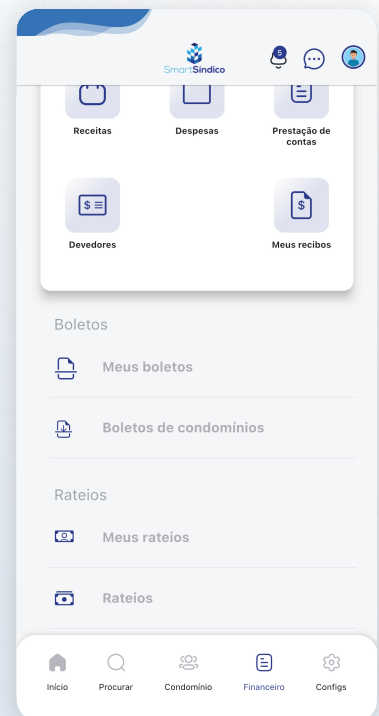 SmartSíndico
5
Receitas
Despesas
Prestação de
contas
Devedores
Meus recibos
Boletos
Meus boletos
Boletos de condomínios
Rateios
Meus rateios
Rateios
Início
Procurar
Condomínio
Financeiro
Configs